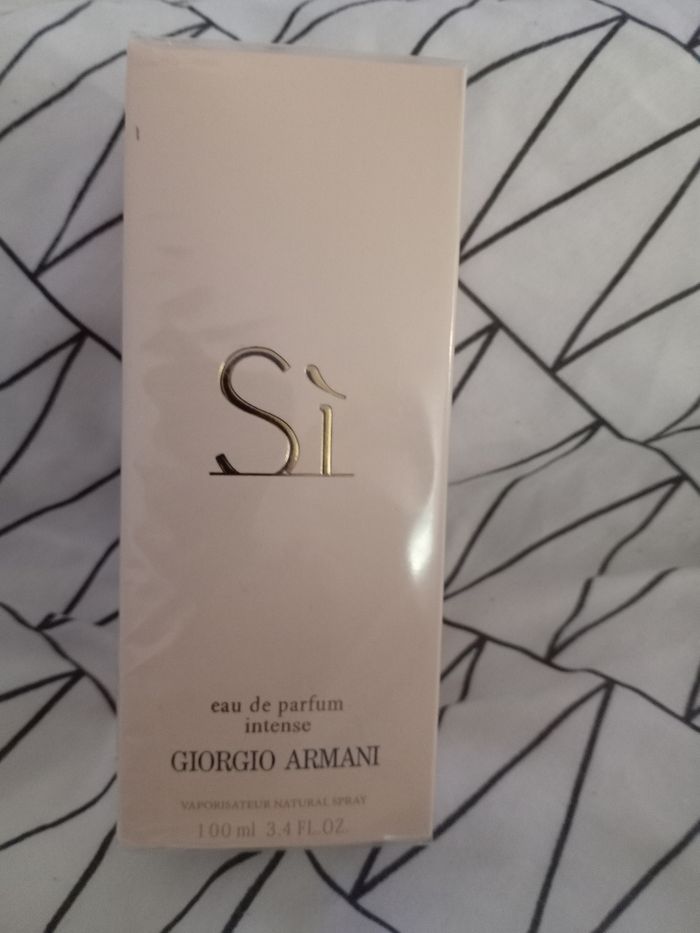 Sì
eau de parfum
intense
GIORGIO ARMANI
VAPORISATEUR NATURAL SPRAY
100 ml 3.4 FL.OZ.